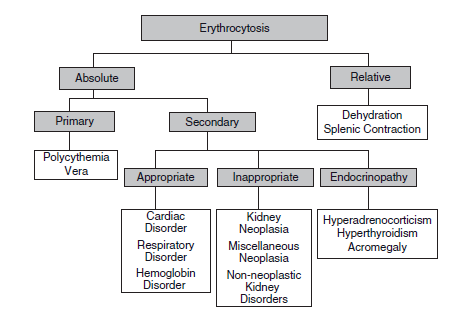 Erythrocytosis
Absolute
Relative
Primary
Secondary
Dehydration
Splenic Contraction
Polycythemia
Vera
Appropriate
Inappropriate
Endocrinopathy
Cardiac
Disorder
Respiratory
Disorder
Hemoglobin
Disorder
Kidney
Neoplasia
Miscellaneous
Neoplasia
Non-neoplastic
Kidney
Disorders
Hyperadrenocorticism
Hyperthyroidism
Acromegaly